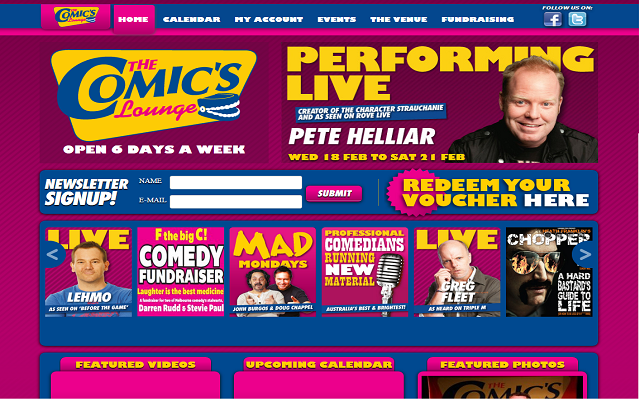 THE COMIC'S Lounge
HOME CALENDAR MY ACCOUNT EVENTS THE VENUE FUNDRAISING
FOLLOW US ON:
THE
COMIC'S
Lounge
OPEN 6 DAYS A WEEK
PERFORMING
LIVE
CREATOR OF THE CHARACTER STRAUCHANIE
AND AS SEEN ON ROVE LIVE
PETE HELLIAR
WED 18 FEB TO SAT 21 FEB
NEWSLETTER
SIGNUP!
NAME
E-MAIL
SUBMIT
REDEEM YOUR
VOUCHER HERE
LIVE
LEHMO
AS SEEN ON 'BEFORE THE GAME'
F the big C!
COMEDY
FUNDRAISER
Laughter is the best medicine
A fundraiser for two of Melbourne comedy's stalwarts,
Darren Rudd & Stevie Paul
MAD
MONDAYS
JOHN BURGOS & DOUG CHAPPEL
PROFESSIONAL
COMEDIANS
RUNNING
NEW
MATERIAL
AUSTRALIA'S BEST & BRIGHTEST!
LIVE
GREG
FLEET
AS HEARD ON TRIPLE M
HEATH FRANKLIN'S
CHOPPER
A HARD
BASTARD'S
GUIDE TO
LIFE
< >
FEATURED VIDEOS UPCOMING CALENDAR FEATURED PHOTOS
THE
COMIC'S